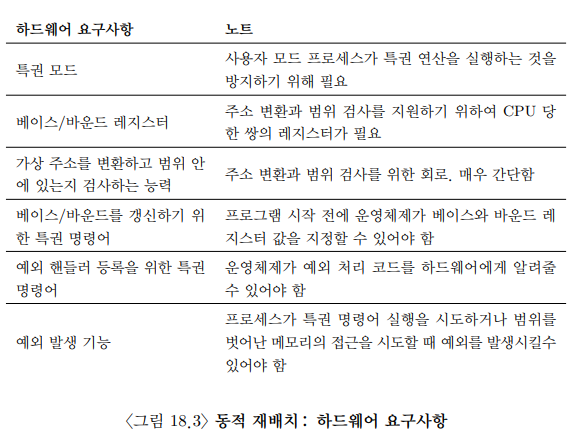 하드웨어 요구사항 노트
특권 모드 사용자 모드 프로세스가 특권 연산을 실행하는 것을
방지하기 위해 필요
베이스/바운드 레지스터 주소 변환과 범위 검사를 지원하기 위하여 CPU 당
한 쌍의 레지스터가 필요
가상 주소를 변환하고 범위 안
에 있는지 검사하는 능력
주소 변환과 범위 검사를 위한 회로. 매우 간단함
베이스/바운드를 갱신하기 위
한 특권 명령어
프로그램 시작 전에 운영체제가 베이스와 바운드 레
지스터 값을 지정할 수 있어야 함
예외 핸들러 등록을 위한 특권
명령어
운영체제가 예외 처리 코드를 하드웨어에게 알려줄
수 있어야 함
예외 발생 기능
프로세스가 특권 명령어 실행을 시도하거나 범위를
벗어난 메모리의 접근을 시도할 때 예외를 발생시킬수
있어야 함
〈그림 18.3〉 동적 재배치: 하드웨어 요구사항